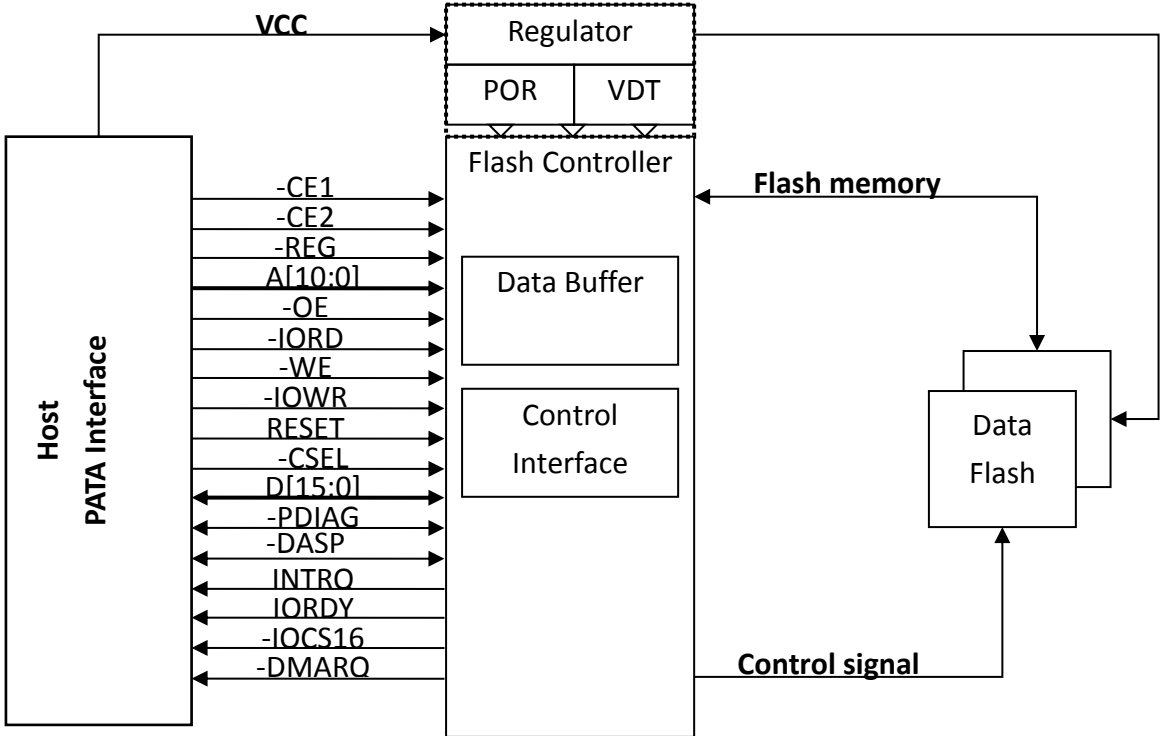 VCC
Regulator
POR
VDT
Flash Controller
Flash memory
-CE1
-CE2
-REG
A[10:0]
-OE
-IORD
-WE
-IOWR
RESET
-CSEL
D[15:0]
-PDIAG
-DASP
INTRQ
IORDY
-IOCS16
-DMARQ
Host
PATA Interface
Data Buffer
Control
Interface
Data
Flash
Control signal